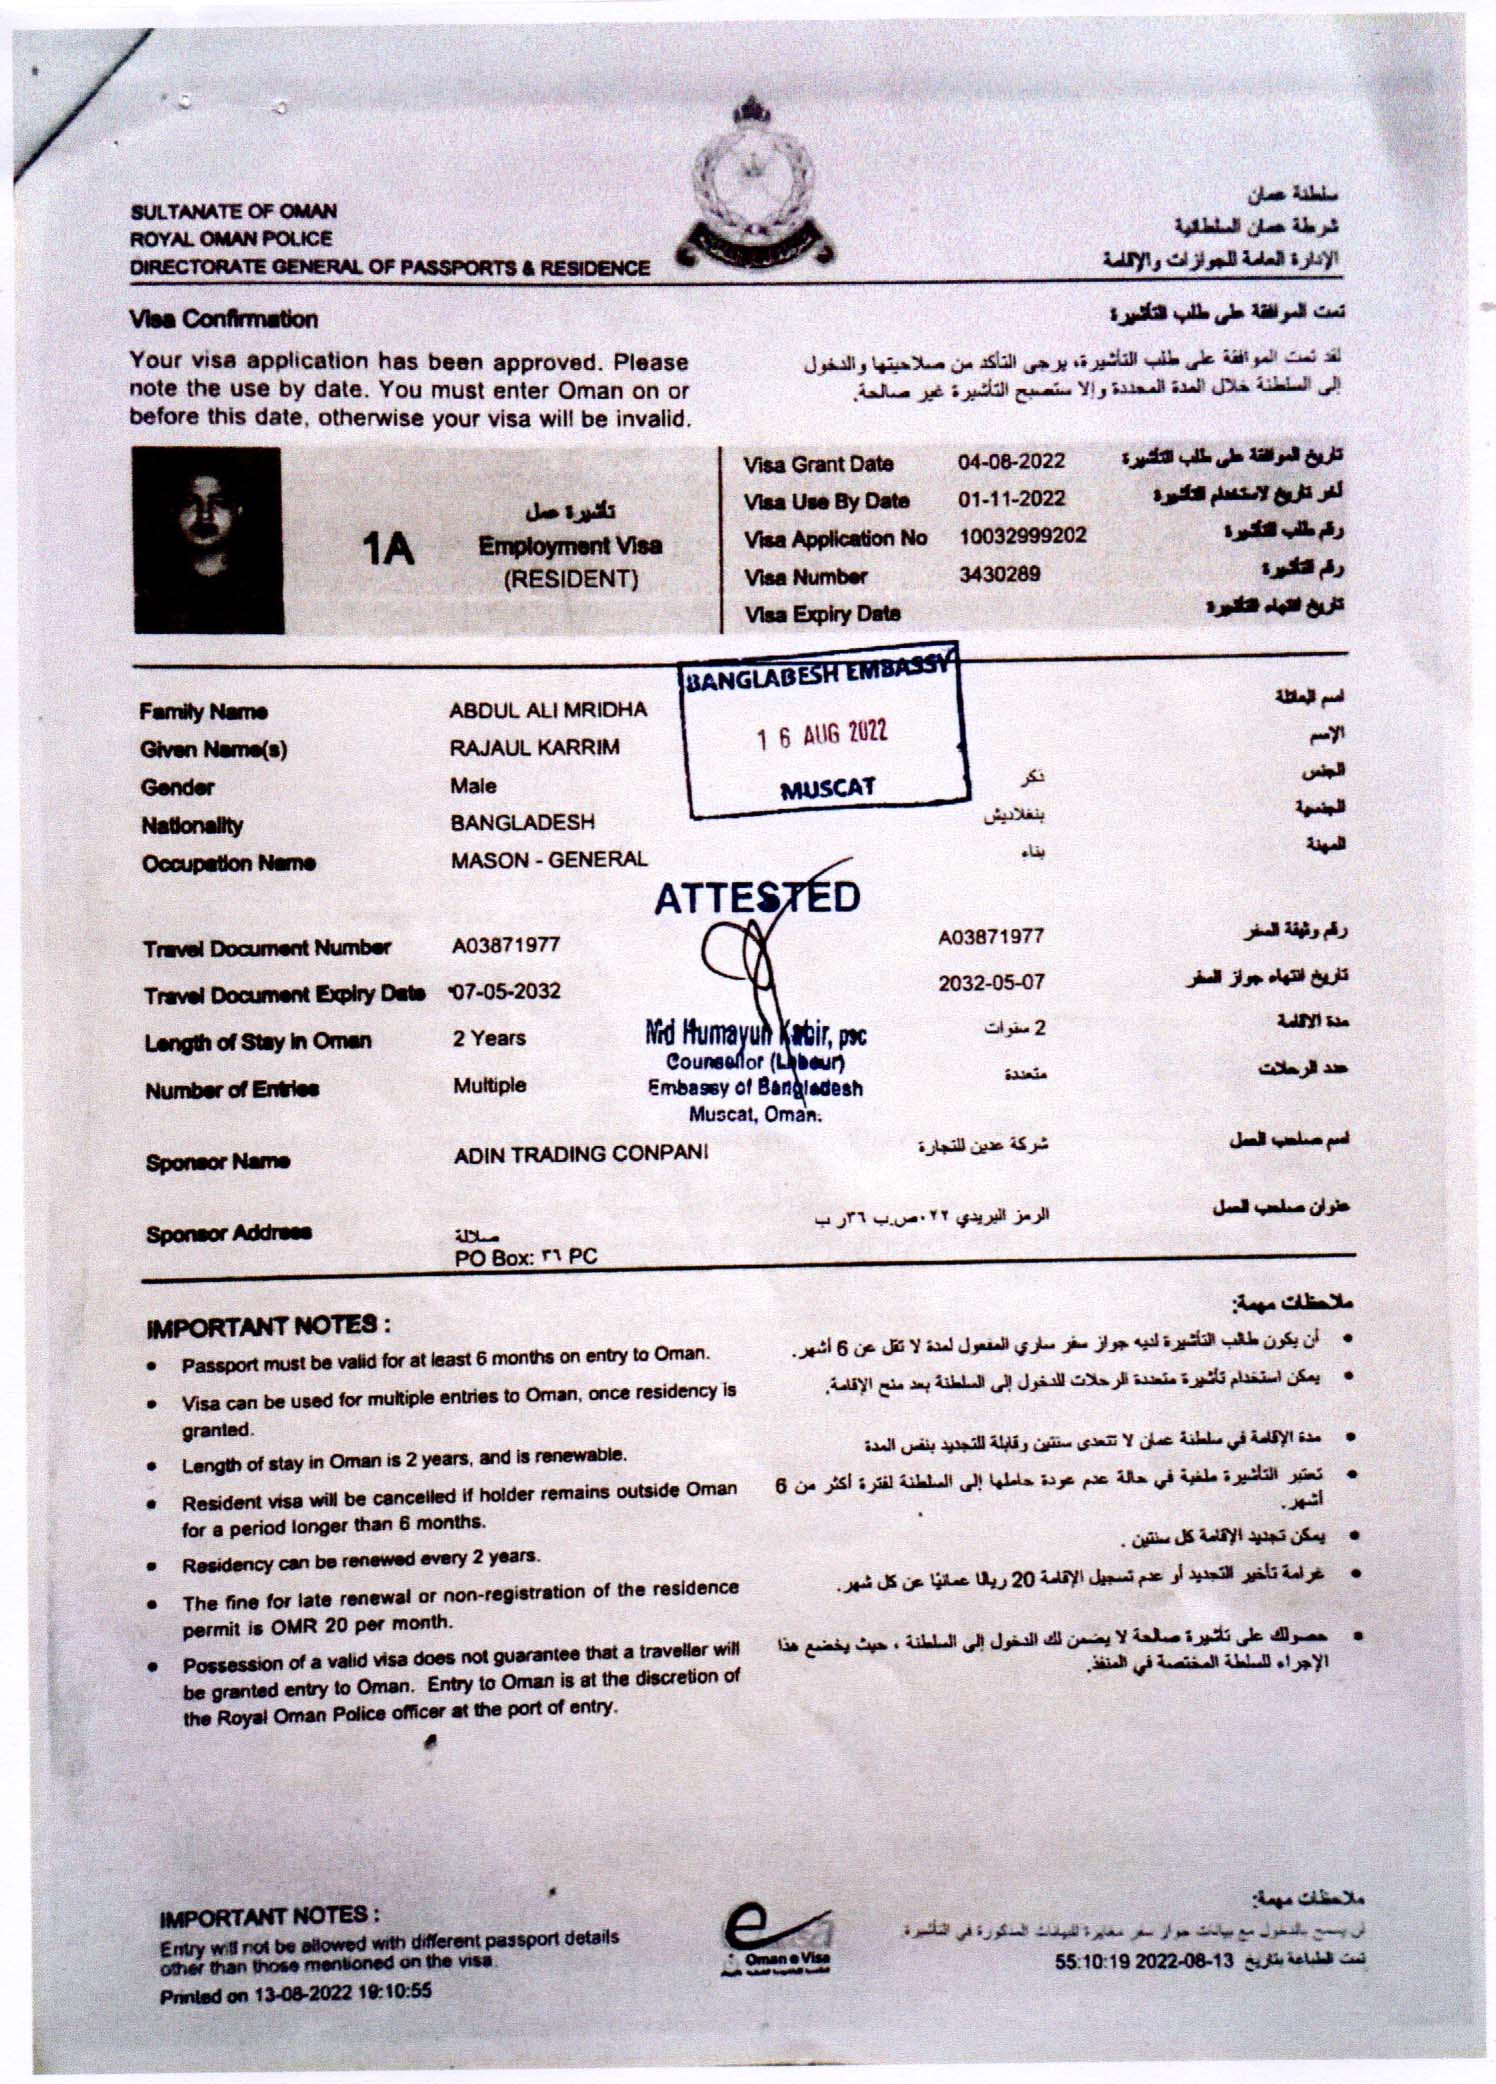 SULTANATE OF OMAN
ROYAL OMAN POLICE
DIRECTORATE GENERAL OF PASSPORTS & RESIDENCE
سلطنة عمان
شرطة عمان السلطانية
الإدارة العامة للجوازات والإقامة
Visa Confirmation
تمت الموافقة على طلب التأشيرة
Your visa application has been approved. Please
note the use by date. You must enter Oman on or
before this date, otherwise your visa will be invalid.
لقد تمت الموافقة على طلب التأشيرة، يرجى التأكد من صلاحيتها والدخول
إلى السلطنة خلال المدة المحددة وإلا ستصبح التأشيرة غير صالحة.
1A
تأشيرة عمل
Employment Visa
(RESIDENT)
Visa Grant Date 04-08-2022 تاريخ الموافقة على طلب التأشيرة
Visa Use By Date 01-11-2022 آخر تاريخ لاستخدام التأشيرة
Visa Application No 10032999202 رقم طلب التأشيرة
Visa Number 3430289 رقم التأشيرة
Visa Expiry Date تاريخ انتهاء التأشيرة
BANGLADESH EMBASSY
16 AUG 2022
MUSCAT
Family Name ABDUL ALI MRIDHA اسم العائلة
Given Name(s) RAJAUL KARRIM الإسم
Gender Male ذكر الجنس
Nationality BANGLADESH بنغلاديش الجنسية
Occupation Name MASON - GENERAL بناء المهنة
ATTESTED
Travel Document Number A03871977 A03871977 رقم وثيقة السفر
Travel Document Expiry Date 07-05-2032 2032-05-07 تاريخ انتهاء جواز السفر
Length of Stay in Oman 2 Years 2 سنوات مدة الاقامة
Number of Entries Multiple متعددة عدد الرحلات
Md Humayun Kabir, psc
Counsellor (Labour)
Embassy of Bangladesh
Muscat, Oman.
Sponsor Name ADIN TRADING CONPANI شركة عدين للتجارة اسم صاحب العمل
Sponsor Address صلالة الرمز البريدي ٠٢٢ص.ب ٣٦ر ب عنوان صاحب العمل
PO Box: ٣٦ PC
IMPORTANT NOTES :
• Passport must be valid for at least 6 months on entry to Oman.
• Visa can be used for multiple entries to Oman, once residency is
granted.
• Length of stay in Oman is 2 years, and is renewable.
• Resident visa will be cancelled if holder remains outside Oman
for a period longer than 6 months.
• Residency can be renewed every 2 years.
• The fine for late renewal or non-registration of the residence
permit is OMR 20 per month.
• Possession of a valid visa does not guarantee that a traveller will
be granted entry to Oman. Entry to Oman is at the discretion of
the Royal Oman Police officer at the port of entry.
ملاحظات مهمة:
• أن يكون طالب التأشيرة لديه جواز سفر ساري المفعول لمدة لا تقل عن 6 أشهر.
• يمكن استخدام تأشيرة متعددة الرحلات للدخول إلى السلطنة بعد منح الإقامة.
• مدة الإقامة في سلطنة عمان لا تتعدى سنتين وقابلة للتجديد بنفس المدة
• تعتبر التأشيرة ملغية في حالة عدم عودة حاملها إلى السلطنة لفترة أكثر من 6
أشهر.
• يمكن تجديد الإقامة كل سنتين .
• غرامة تأخير التجديد أو عدم تسجيل الإقامة 20 ريالا عمانيا عن كل شهر.
• حصولك على تأشيرة صالحة لا يضمن لك الدخول إلى السلطنة ، حيث يخضع هذا
الإجراء للسلطة المختصة في المنفذ.
IMPORTANT NOTES :
Entry will not be allowed with different passport details
other than those mentioned on the visa.
Printed on 13-08-2022 19:10:55
e visa
Oman e Visa
ملاحظات مهمة:
لن يسمح بالدخول مع بيانات جواز سفر مغايرة للبيانات المذكورة في التأشيرة.
تمت الطباعة بتاريخ 13-08-2022 55:10:19